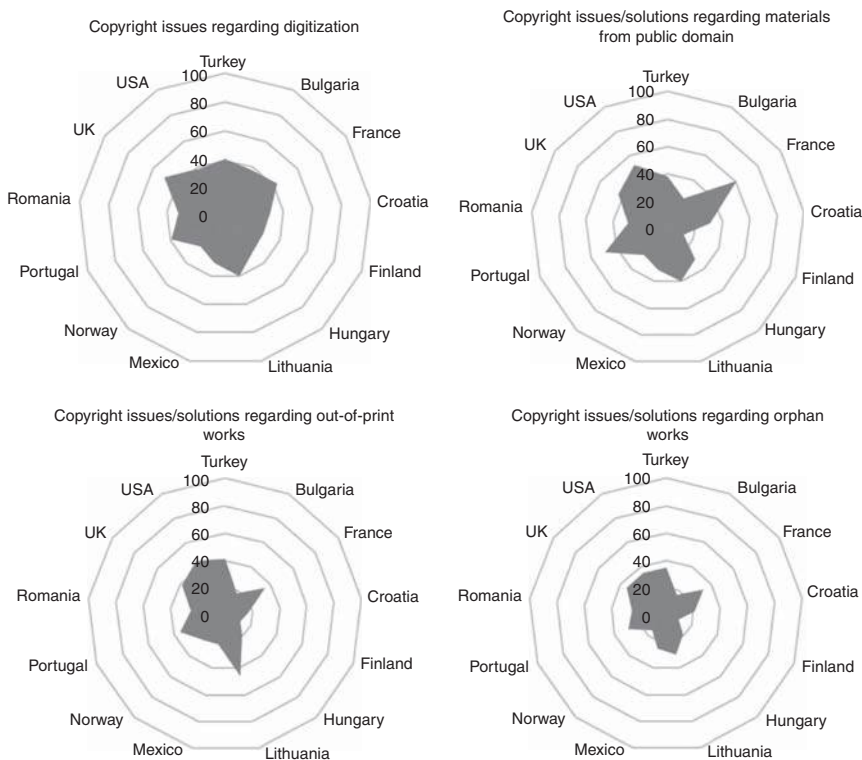 Copyright issues regarding digitization
Turkey
Bulgaria
France
Croatia
Finland
Hungary
Lithuania
Mexico
Norway
Portugal
Romania
UK
USA
100
80
60
40
20
0
Copyright issues/solutions regarding materials
from public domain
Turkey
Bulgaria
France
Croatia
Finland
Hungary
Lithuania
Mexico
Norway
Portugal
Romania
UK
USA
100
80
60
40
20
0
Copyright issues/solutions regarding out-of-print
works
Turkey
Bulgaria
France
Croatia
Finland
Hungary
Lithuania
Mexico
Norway
Portugal
Romania
UK
USA
100
80
60
40
20
0
Copyright issues/solutions regarding orphan
works
Turkey
Bulgaria
France
Croatia
Finland
Hungary
Lithuania
Mexico
Norway
Portugal
Romania
UK
USA
100
80
60
40
20
0